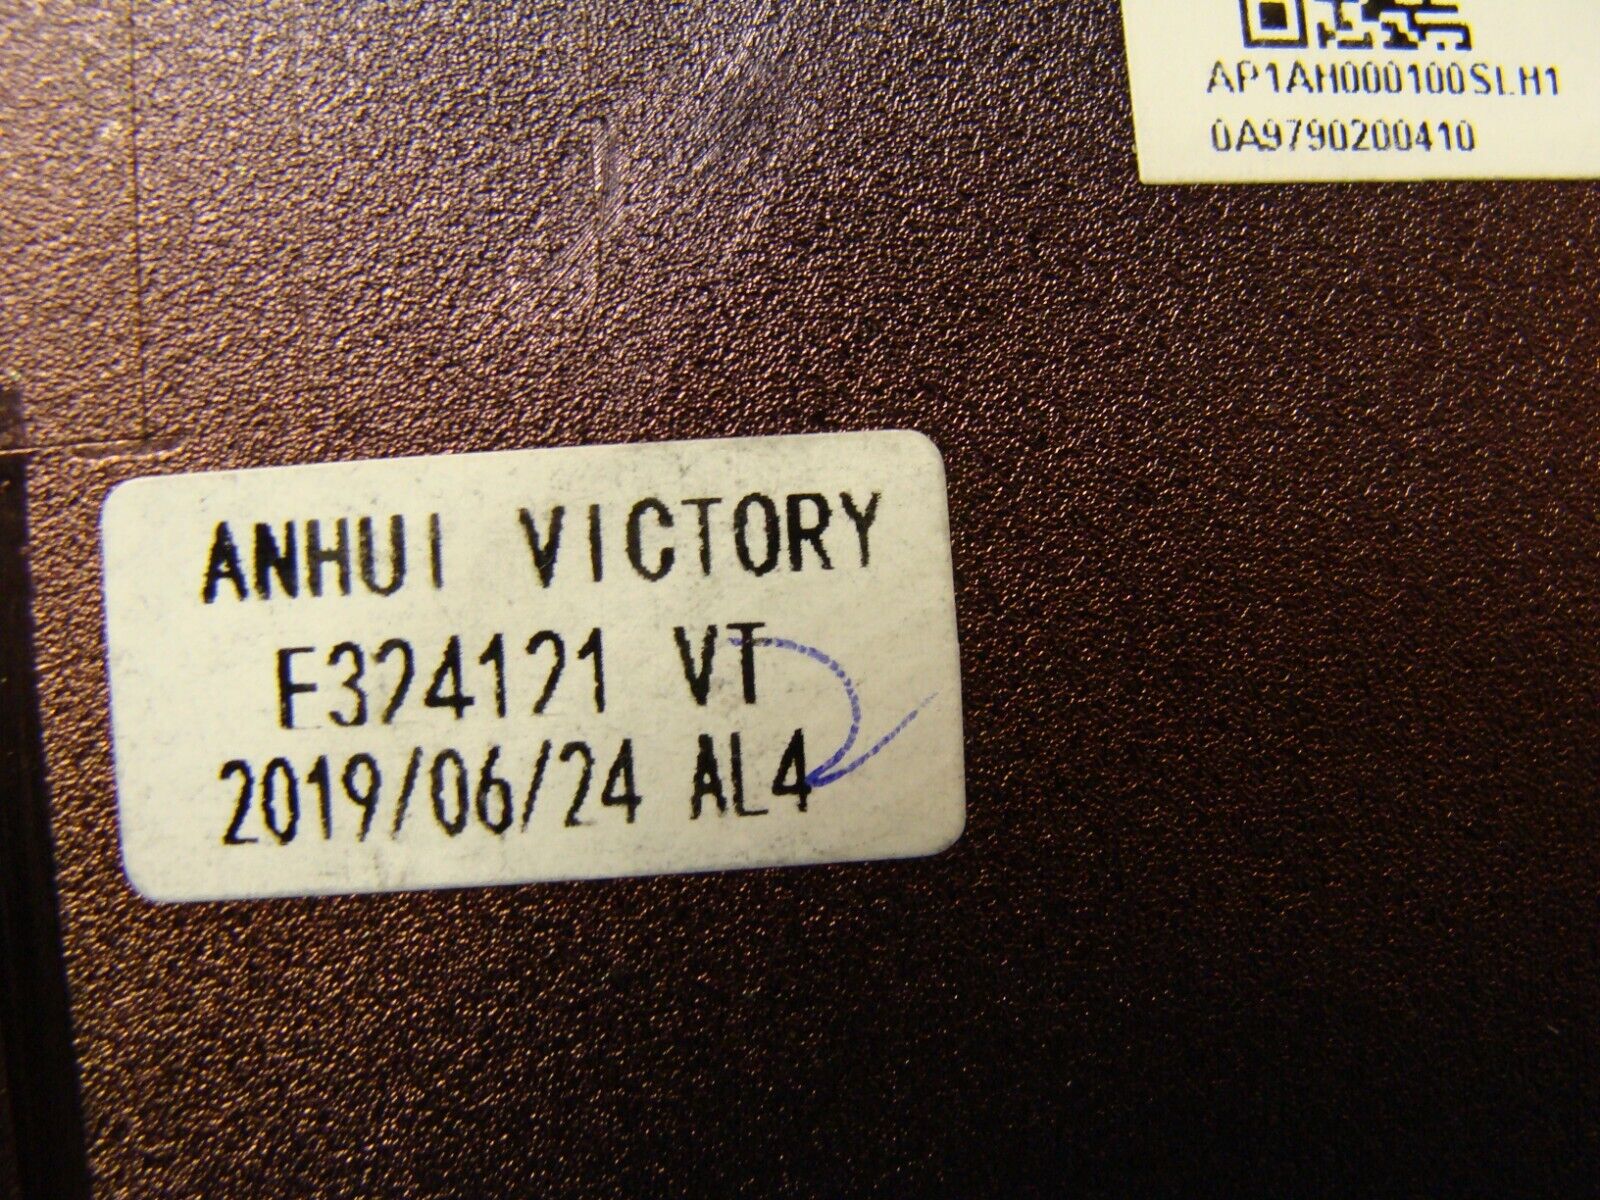 AP1AH000100SLH1
0A9790200410
ANHUI VICTORY
E324121 VT
2019/06/24 AL4